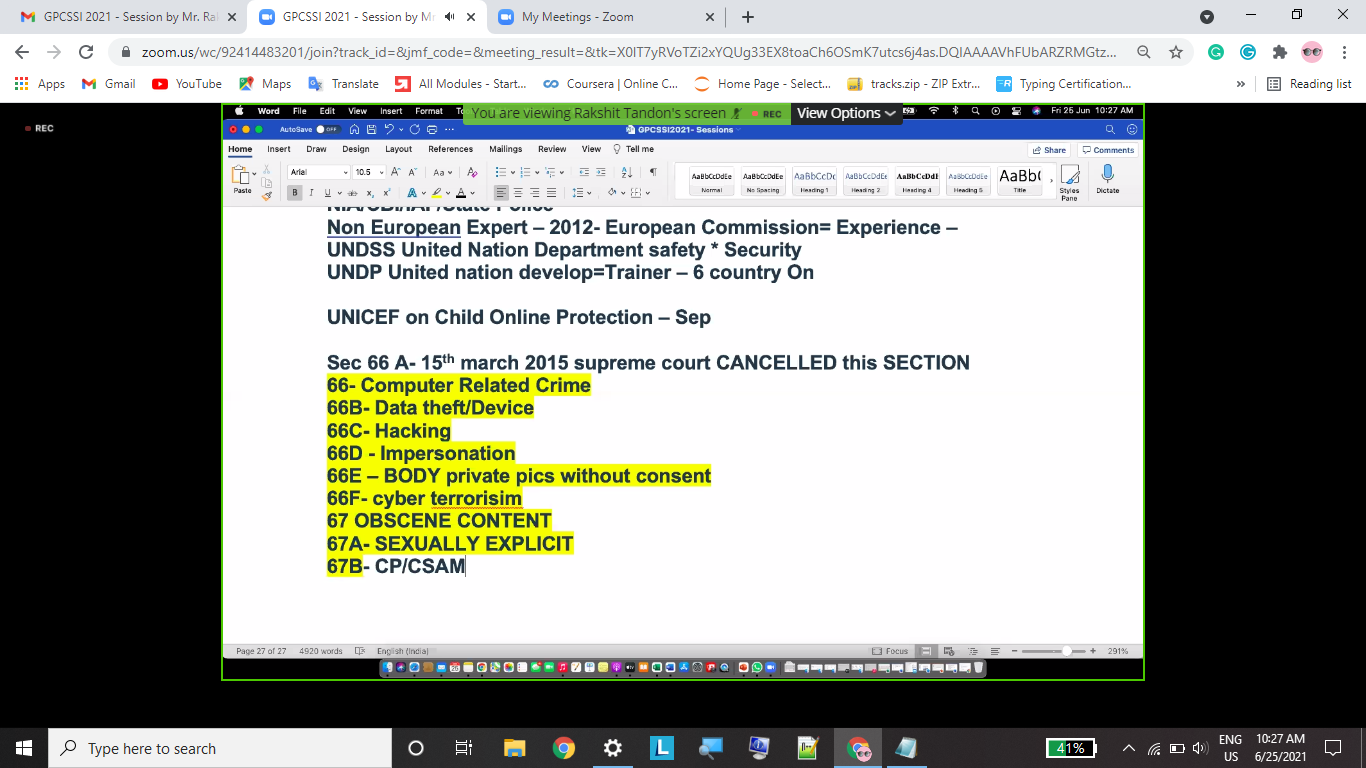 GPCSSI 2021 - Session by Mr. Ral
GPCSSI 2021 - Session by Mr
My Meetings - Zoom
zoom.us/wc/92414483201/join?track_id=&jmf_code=&meeting_result=&tk=X0IT7yRVoTZi2xYQUg33EX8toaCh6OSmK7utcs6j4as.DQIAAAAVhFUbARZRMGtz...
Apps
Gmail
YouTube
Maps
Translate
All Modules - Start...
Coursera | Online C...
Home Page - Select...
tracks.zip - ZIP Extr...
Typing Certification...
»
Reading list
REC
Word File Edit View Insert Format
You are viewing Rakshit Tandon's screen
REC
View Options
Fri 25 Jun 10:27 AM
AutoSave OFF
GPCSSI2021- Sessions
Home Insert Draw Design Layout References Mailings Review View Tell me
Share Comments
Paste
Arial 10.5
AaBbCcDdEe Normal
AaBbCcDdEe No Spacing
AaBbCcDc Heading 1
AaBbCcDdEe Heading 2
AaBbCcDdI Heading 4
AaBbCcDdEe Heading 5
AaBb( Title
Styles Pane
Dictate
NIA/CBI/IAF/State Police
Non European Expert – 2012- European Commission= Experience –
UNDSS United Nation Department safety * Security
UNDP United nation develop=Trainer – 6 country On
UNICEF on Child Online Protection – Sep
Sec 66 A- 15th march 2015 supreme court CANCELLED this SECTION
66- Computer Related Crime
66B- Data theft/Device
66C- Hacking
66D - Impersonation
66E – BODY private pics without consent
66F- cyber terrorisim
67 OBSCENE CONTENT
67A- SEXUALLY EXPLICIT
67B- CP/CSAM
Page 27 of 27 4920 words English (India)
Focus
291%
Type here to search
41%
ENG
US
10:27 AM
6/25/2021